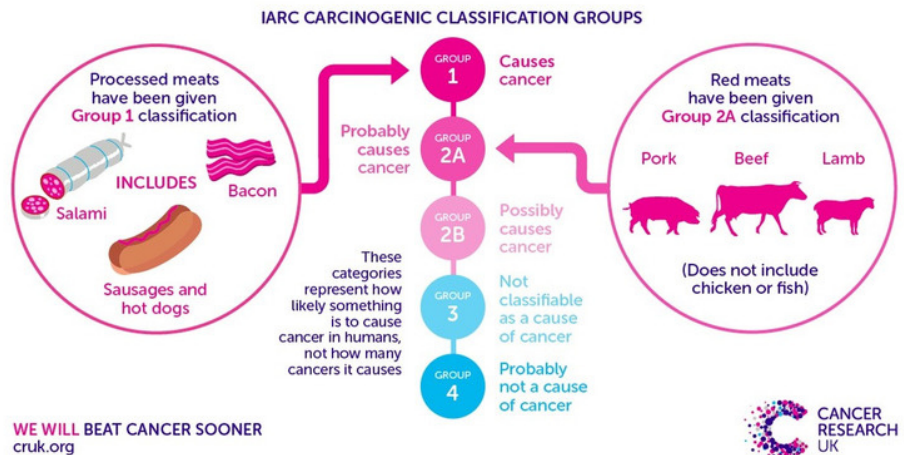 IARC CARCINOGENIC CLASSIFICATION GROUPS
Processed meats
have been given
Group 1 classification
INCLUDES
Salami
Bacon
Sausages and
hot dogs
GROUP
1
Causes
cancer
Probably
causes
cancer
GROUP
2A
GROUP
2B
Possibly
causes
cancer
These
categories
represent how
likely something
is to cause
cancer in humans,
not how many
cancers it causes
GROUP
3
Not
classifiable
as a cause
of cancer
GROUP
4
Probably
not a cause
of cancer
Red meats
have been given
Group 2A classification
Pork
Beef
Lamb
(Does not include
chicken or fish)
WE WILL BEAT CANCER SOONER
cruk.org
CANCER
RESEARCH
UK